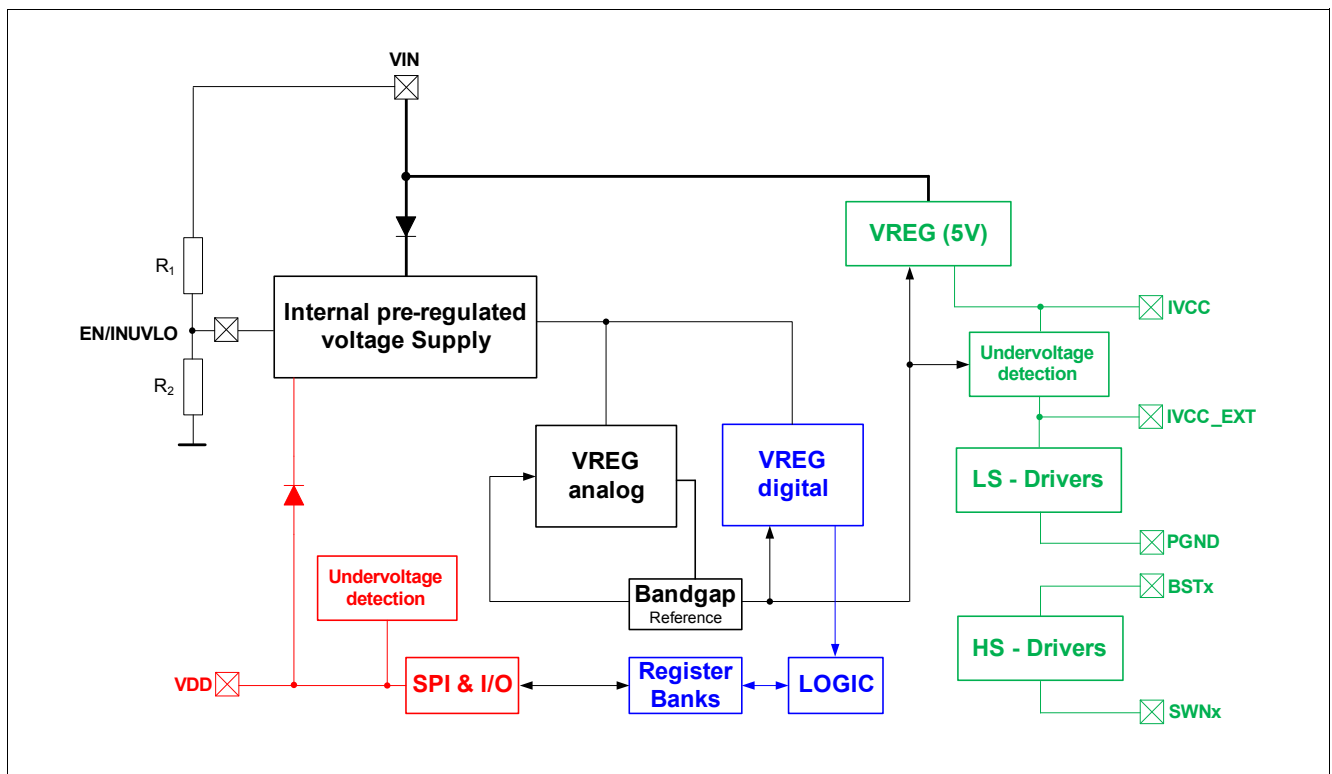 VIN
VREG (5V)
R1
Internal pre-regulated
voltage Supply
EN/INUVLO
IVCC
Undervoltage
detection
R2
IVCC_EXT
VREG
analog
VREG
digital
LS - Drivers
PGND
Undervoltage
detection
Bandgap
Reference
BSTx
HS - Drivers
VDD
SPI & I/O
Register
Banks
LOGIC
SWNx